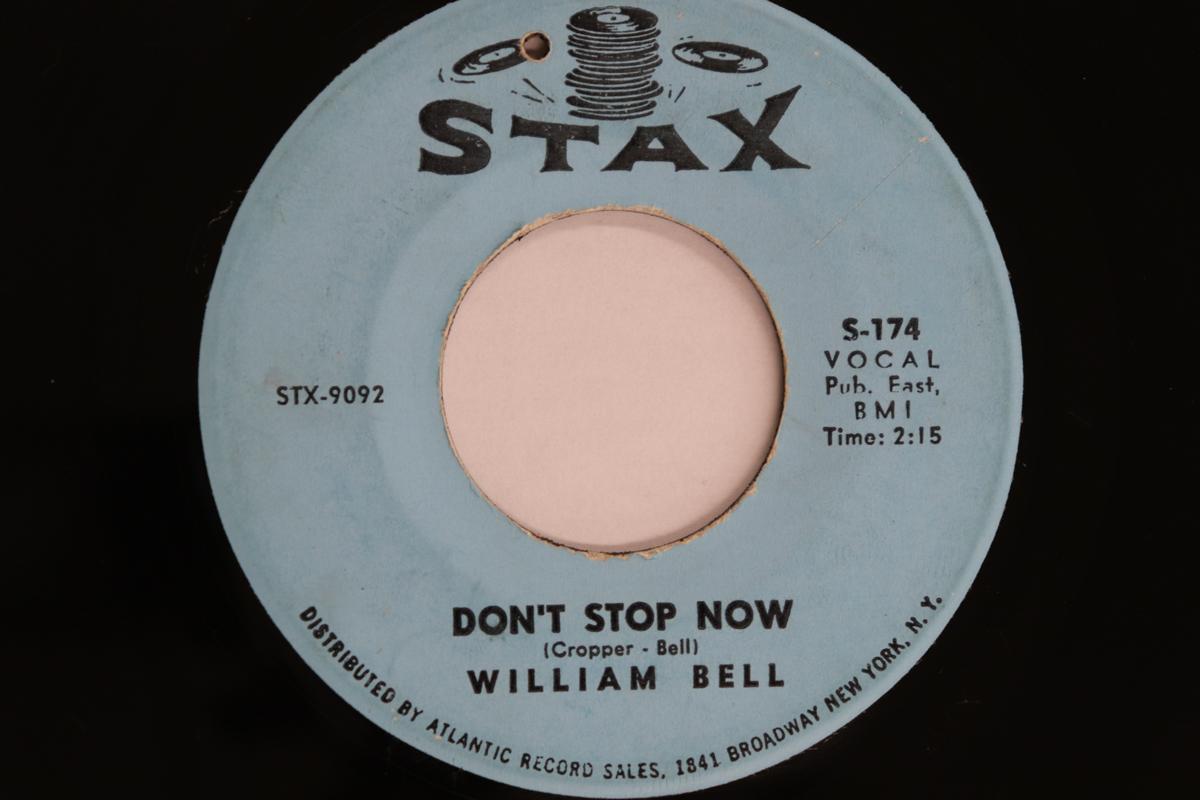 STAX
STX-9092
S-174
VOCAL
Pub. East,
BMI
Time: 2:15
DON'T STOP NOW
(Cropper - Bell)
WILLIAM BELL
DISTRIBUTED BY ATLANTIC RECORD SALES, 1841 BROADWAY NEW YORK, N. Y.